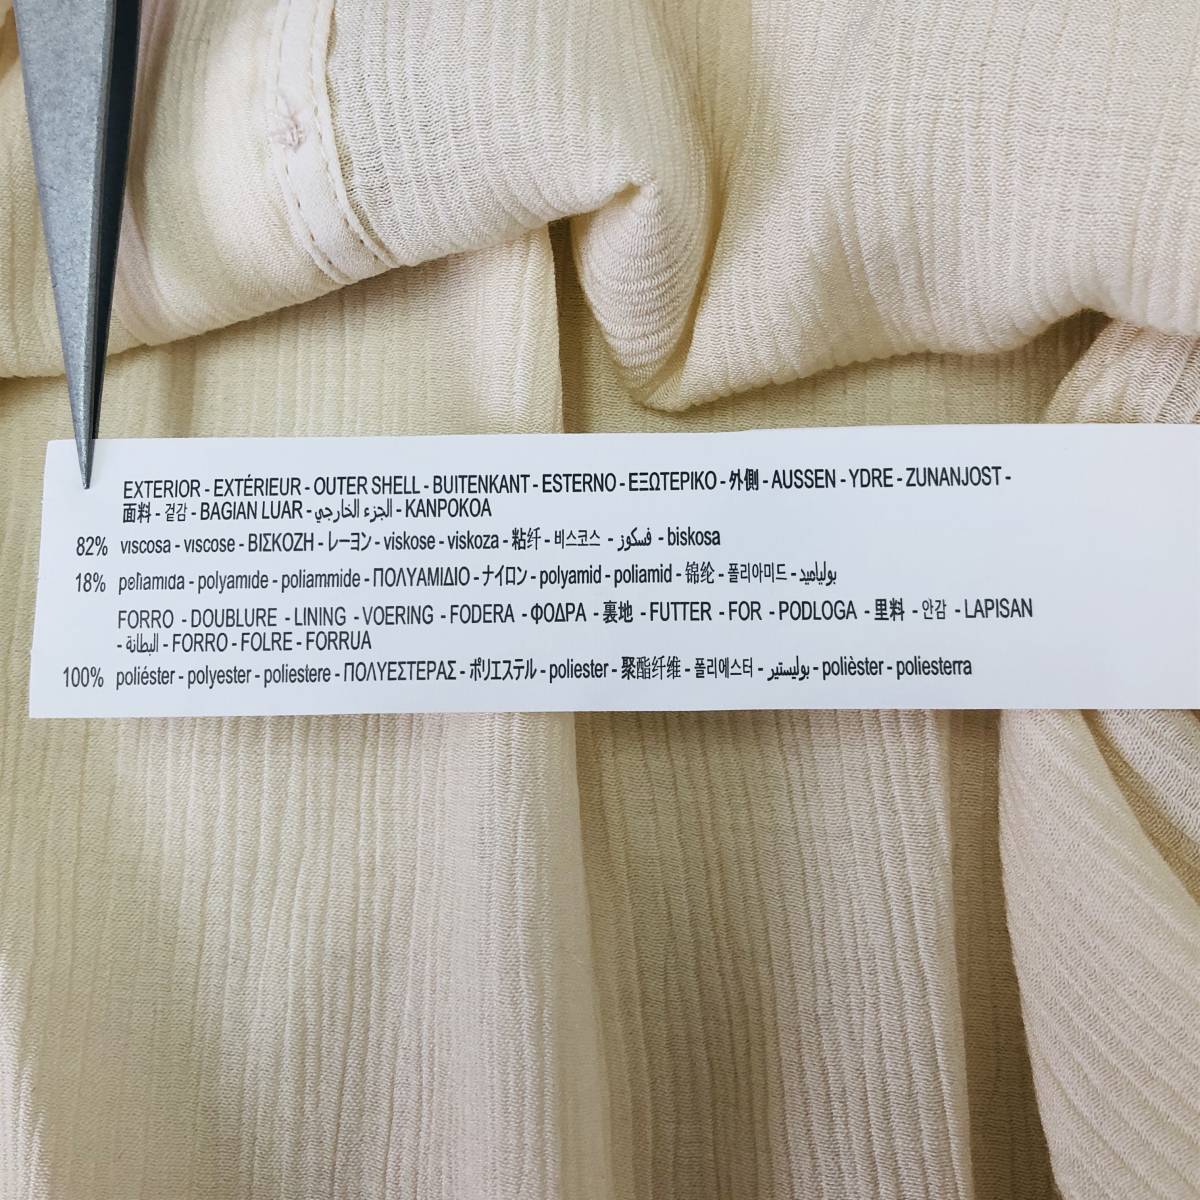 EXTERIOR - EXTÉRIEUR - OUTER SHELL - BUITENKANT - ESTERNO - ΕΞΩΤΕΡΙΚΟ - 外側 - AUSSEN - YDRE - ZUNANJOST -
面料 - 겉감 - BAGIAN LUAR - الجزء الخارجي - KANPOKOA
82% viscosa - viscose - ΒΙΣΚΟΖΗ - レーヨン - viskose - viskoza - 粘纤 - 비스코스 - فسكوز - biskosa
18% poliamida - polyamide - poliammide - ΠΟΛΥΑΜΙΔΙΟ - ナイロン - polyamid - poliamid - 锦纶 - 폴리아미드 - بولياميد
FORRO - DOUBLURE - LINING - VOERING - FODERA - ΦΟΔΡΑ - 裏地 - FUTTER - FOR - PODLOGA - 里料 - 안감 - LAPISAN
- البطانة - FORRO - FOLRE - FORRUA
100% poliéster - polyester - poliestere - ΠΟΛΥΕΣΤΕΡΑΣ - ポリエステル - poliester - 聚酯纤维 - 폴리에스터 - بوليستير - polièster - poliesterra